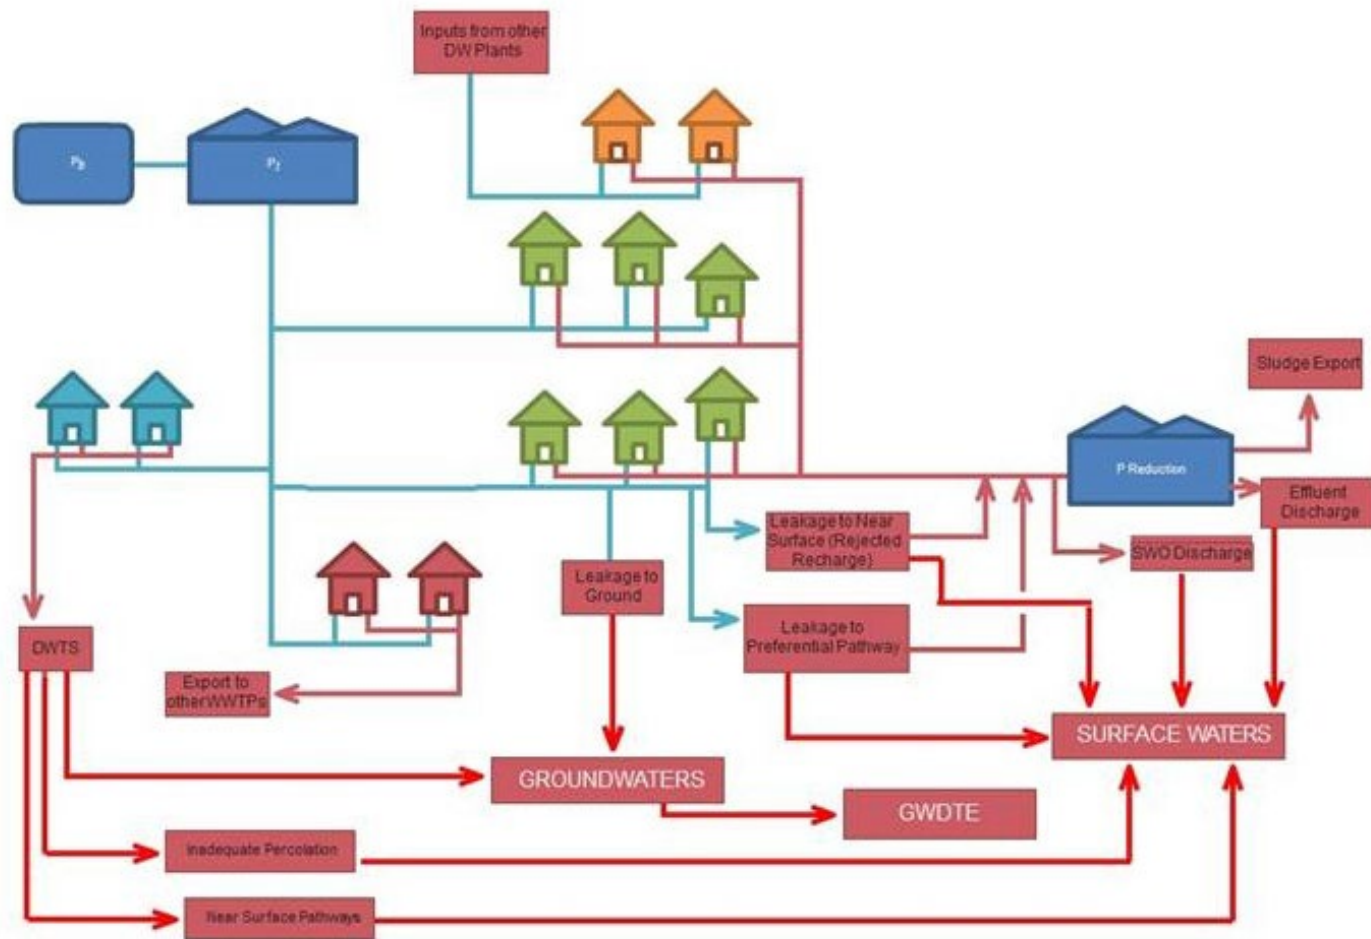 Inputs from other
DW Plants
P
P
Sludge Export
P Reduction
Effluent
Discharge
Leakage to Near
Surface (Rejected
Recharge)
SWO Discharge
Leakage to
Ground
Leakage to
Preferential Pathway
DWTS
Export to
other WWTPs
SURFACE WATERS
GROUNDWATERS
GWDTE
Inadequate Percolation
Near Surface Pathways